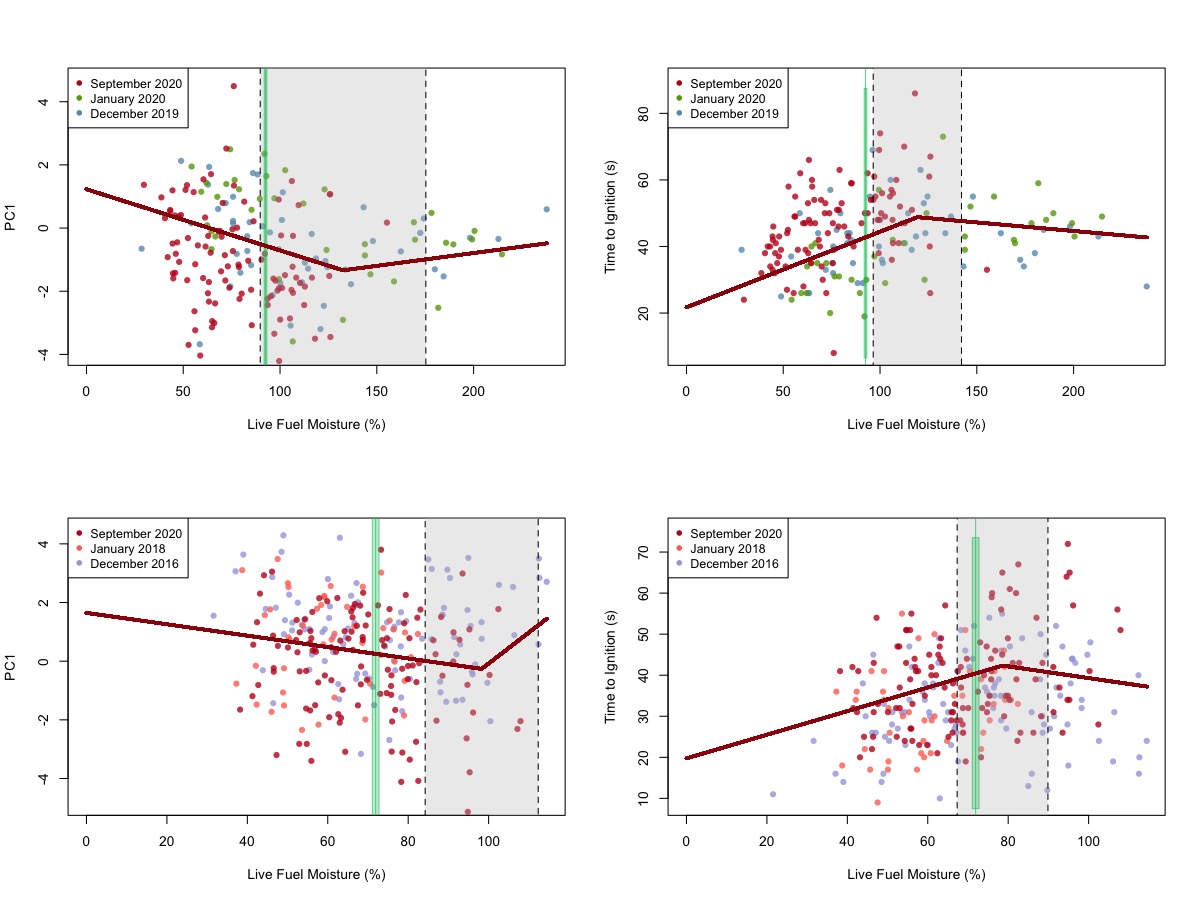 September 2020
January 2020
December 2019
PC1
4
2
0
-2
-4
0 50 100 150 200
Live Fuel Moisture (%)
September 2020
January 2020
December 2019
Time to Ignition (s)
80
60
40
20
0 50 100 150 200
Live Fuel Moisture (%)
September 2020
January 2018
December 2016
PC1
4
2
0
-2
-4
0 20 40 60 80 100
Live Fuel Moisture (%)
September 2020
January 2018
December 2016
Time to Ignition (s)
70
60
50
40
30
20
10
0 20 40 60 80 100
Live Fuel Moisture (%)